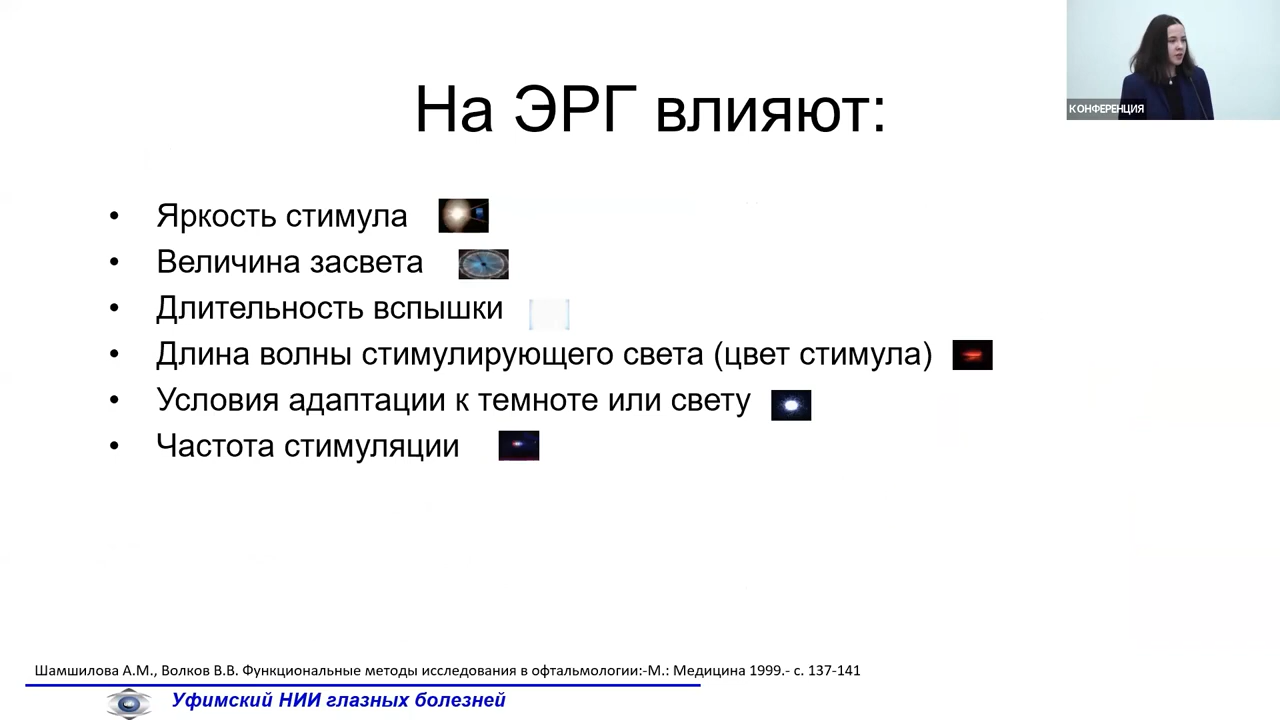 На ЭРГ влияют:
КОНФЕРЕНЦИЯ
• Яркость стимула
• Величина засвета
• Длительность вспышки
• Длина волны стимулирующего света (цвет стимула)
• Условия адаптации к темноте или свету
• Частота стимуляции
Шамшилова А.М., Волков В.В. Функциональные методы исследования в офтальмологии:-М.: Медицина 1999.- с. 137-141
Уфимский НИИ глазных болезней